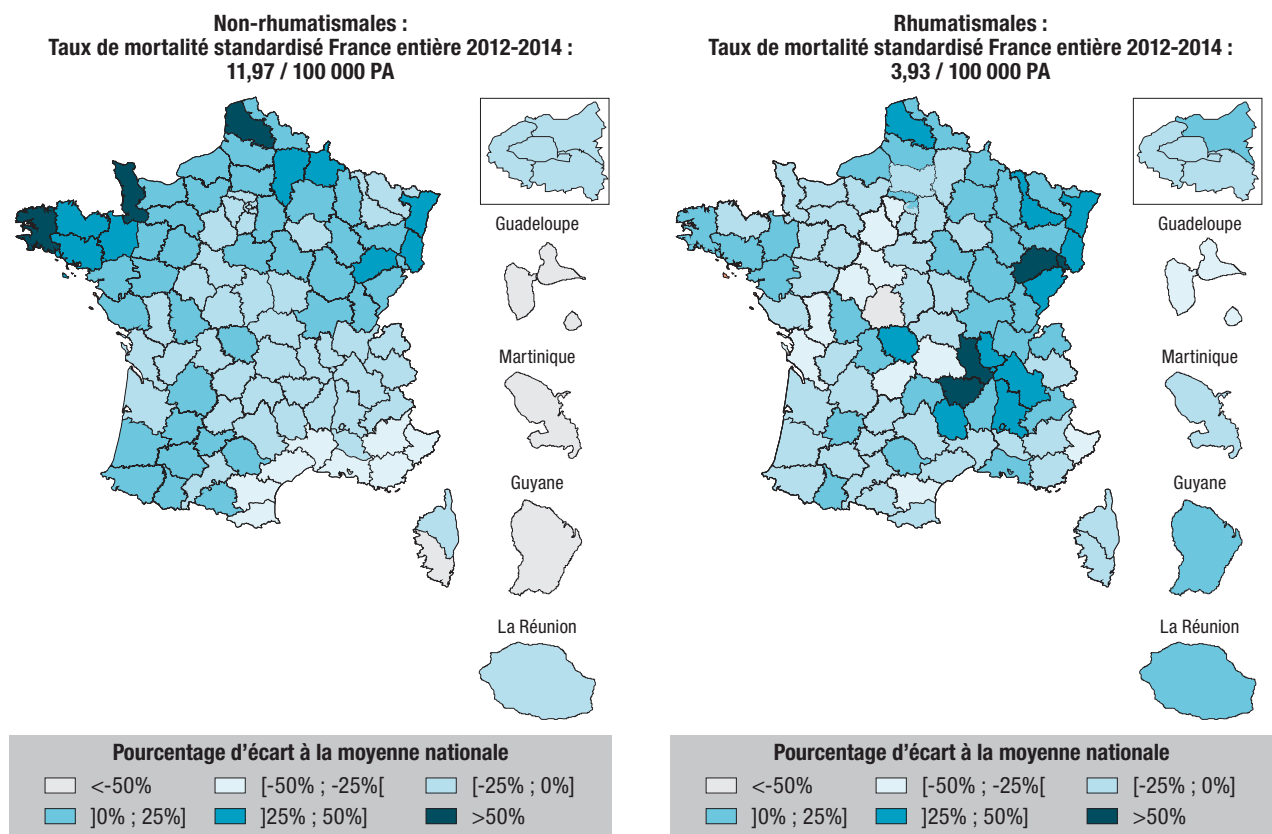 Non-rhumatismales :
Taux de mortalité standardisé France entière 2012-2014 :
11,97 / 100 000 PA
Guadeloupe
Martinique
Guyane
La Réunion
Pourcentage d'écart à la moyenne nationale
<-50%
[-50% ; -25%[
[-25% ; 0%]
]0% ; 25%]
]25% ; 50%]
>50%
Rhumatismales :
Taux de mortalité standardisé France entière 2012-2014 :
3,93 / 100 000 PA
Guadeloupe
Martinique
Guyane
La Réunion
Pourcentage d'écart à la moyenne nationale
<-50%
[-50% ; -25%[
[-25% ; 0%]
]0% ; 25%]
]25% ; 50%]
>50%